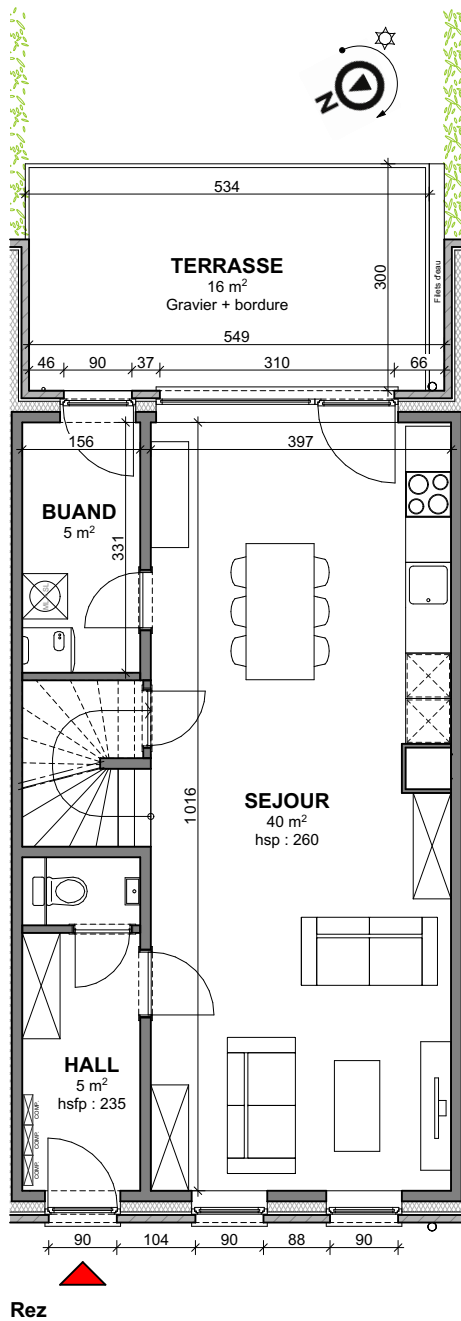 N
534
TERRASSE
16 m²
Gravier + bordure
300
Filets d'eau
549
46 90 37 310 66
156 397
BUAND
5 m²
331
1016
SEJOUR
40 m²
hsp : 260
HALL
5 m²
hsfp : 235
COMP.
COMP.
COMP.
90 104 90 88 90
Rez